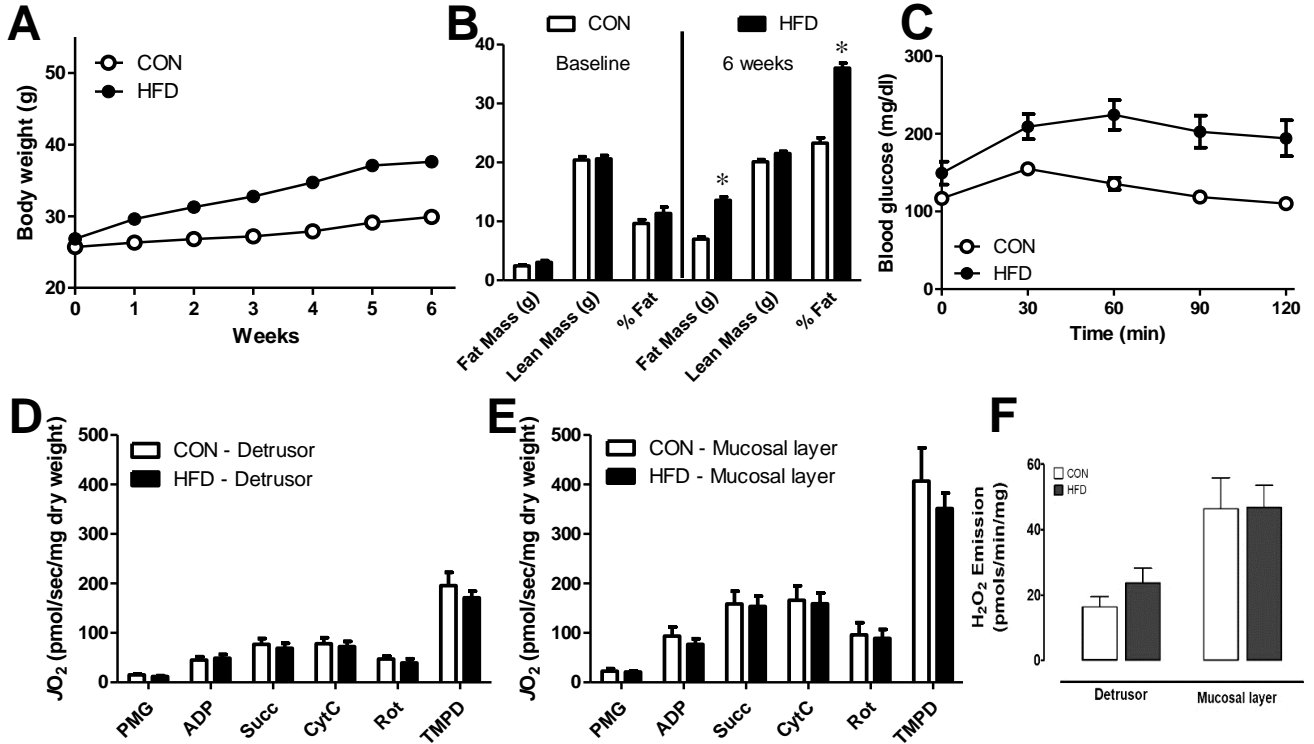 A
Body weight (g)
50
40
30
20
CON
HFD
0 1 2 3 4 5 6
Weeks
B
CON HFD
Baseline 6 weeks
40
30
20
10
0
*
*
Fat Mass (g)
Lean Mass (g)
% Fat
Fat Mass (g)
Lean Mass (g)
% Fat
C
Blood glucose (mg/dl)
300
200
100
0
CON
HFD
0 30 60 90 120
Time (min)
D
JO2 (pmol/sec/mg dry weight)
500
400
300
200
100
0
CON - Detrusor
HFD - Detrusor
PMG
ADP
Succ
CytC
Rot
TMPD
E
JO2 (pmol/sec/mg dry weight)
500
400
300
200
100
0
CON - Mucosal layer
HFD - Mucosal layer
PMG
ADP
Succ
CytC
Rot
TMPD
F
H2O2 Emission
(pmols/min/mg)
60
40
20
0
CON
HFD
Detrusor Mucosal layer